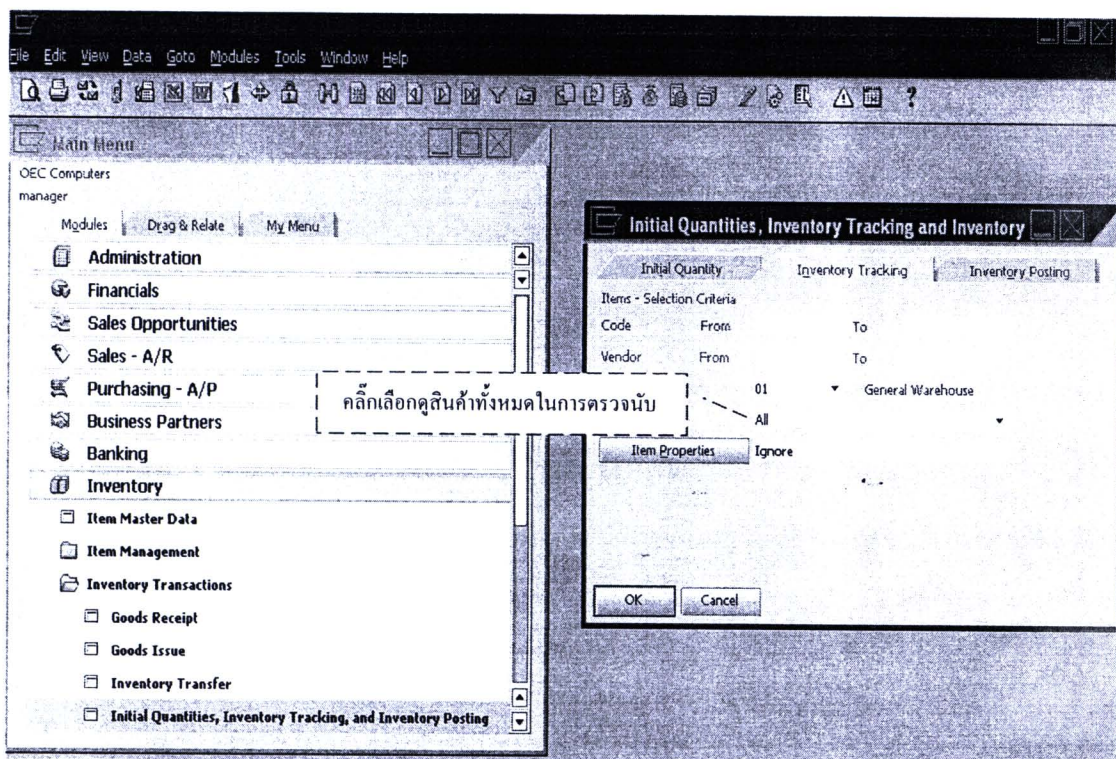 File Edit View Data Goto Modules Tools Window Help
Main Menu
OEC Computers
manager
Modules Drag & Relate My Menu
Administration
Financials
Sales Opportunities
Sales - A/R
Purchasing - A/P
Business Partners
Banking
Inventory
Item Master Data
Item Management
Inventory Transactions
Goods Receipt
Goods Issue
Inventory Transfer
Initial Quantities, Inventory Tracking, and Inventory Posting
คลิ๊กเลือกดูสินค้าทั้งหมดในการตรวจนับ
Initial Quantities, Inventory Tracking and Inventory
Initial Quantity Inventory Tracking Inventory Posting
Items - Selection Criteria
Code From To
Vendor From To
01 General Warehouse
All
Item Properties Ignore
OK Cancel